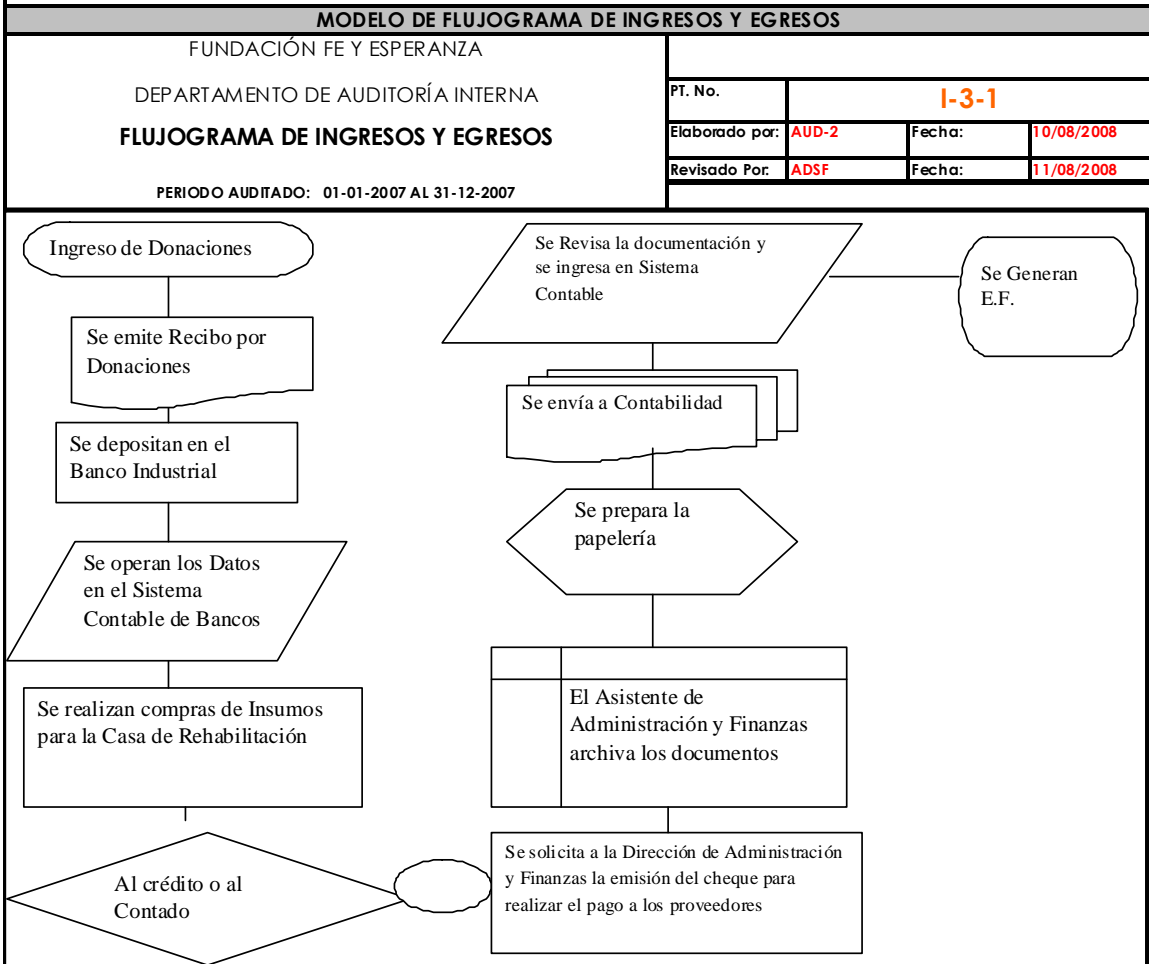 MODELO DE FLUJOGRAMA DE INGRESOS Y EGRESOS
FUNDACIÓN FE Y ESPERANZA
DEPARTAMENTO DE AUDITORÍA INTERNA
FLUJOGRAMA DE INGRESOS Y EGRESOS
PERIODO AUDITADO: 01-01-2007 AL 31-12-2007
PT. No. I-3-1
Elaborado por: AUD-2 Fecha: 10/08/2008
Revisado Por: ADSF Fecha: 11/08/2008
Ingreso de Donaciones
Se emite Recibo por
Donaciones
Se depositan en el
Banco Industrial
Se operan los Datos
en el Sistema
Contable de Bancos
Se realizan compras de Insumos
para la Casa de Rehabilitación
Al crédito o al
Contado
Se Revisa la documentación y
se ingresa en Sistema
Contable
Se Generan
E.F.
Se envía a Contabilidad
Se prepara la
papelería
El Asistente de
Administración y Finanzas
archiva los documentos
Se solicita a la Dirección de Administración
y Finanzas la emisión del cheque para
realizar el pago a los proveedores